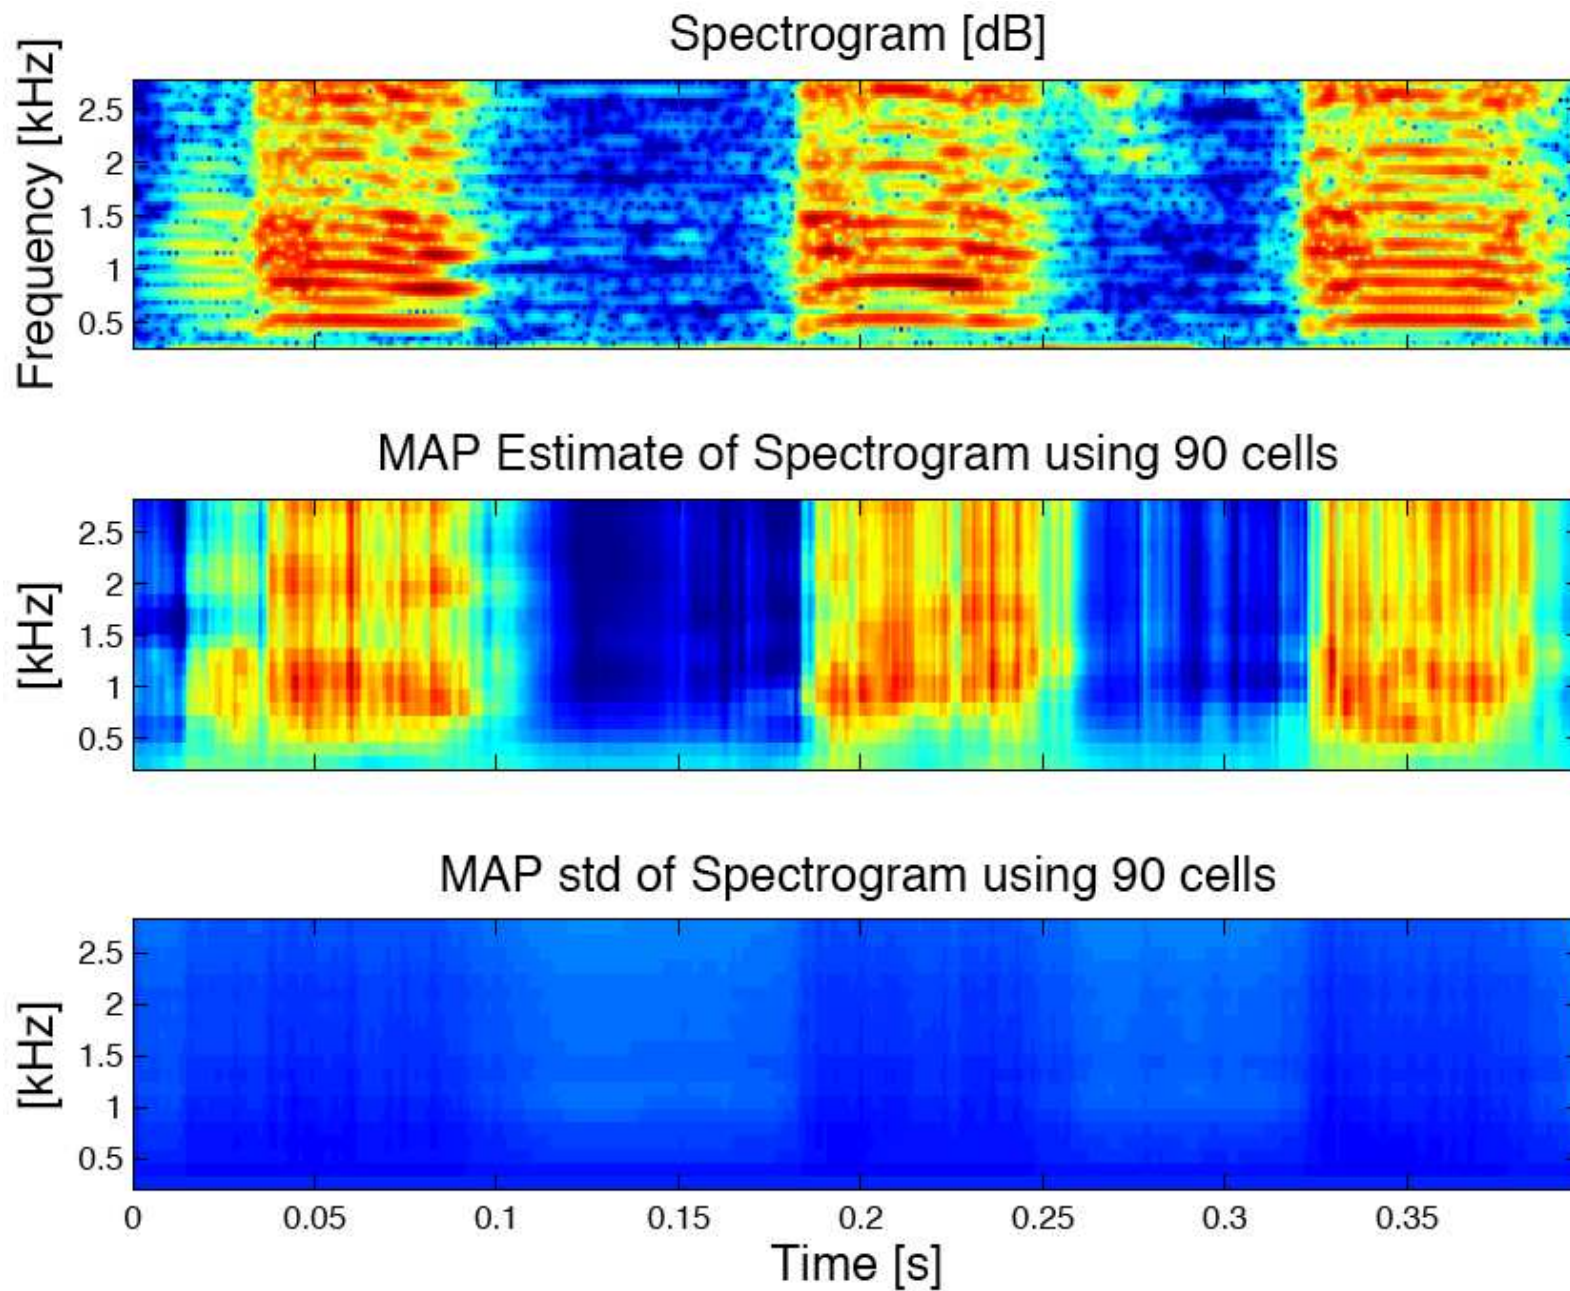 Spectrogram [dB]
Frequency [kHz]
2.5
2
1.5
1
0.5
MAP Estimate of Spectrogram using 90 cells
[kHz]
2.5
2
1.5
1
0.5
MAP std of Spectrogram using 90 cells
[kHz]
2.5
2
1.5
1
0.5
0 0.05 0.1 0.15 0.2 0.25 0.3 0.35
Time [s]